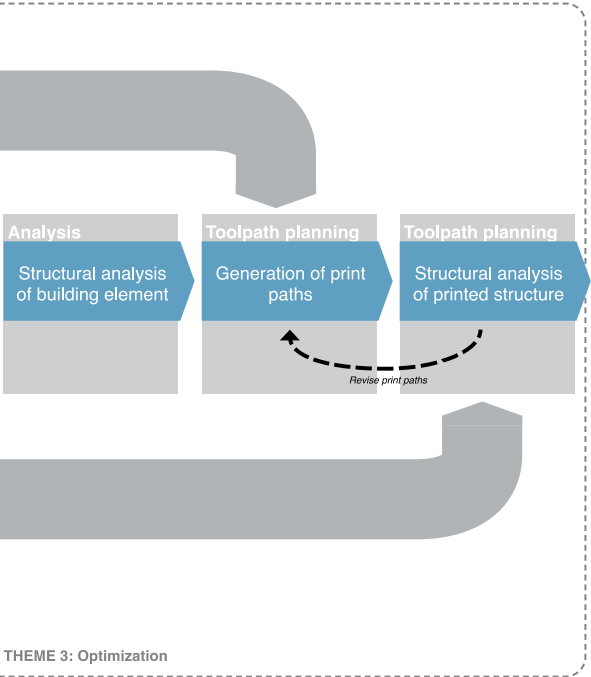 Analysis
Structural analysis
of building element
Toolpath planning
Generation of print
paths
Toolpath planning
Structural analysis
of printed structure
Revise print paths
THEME 3: Optimization